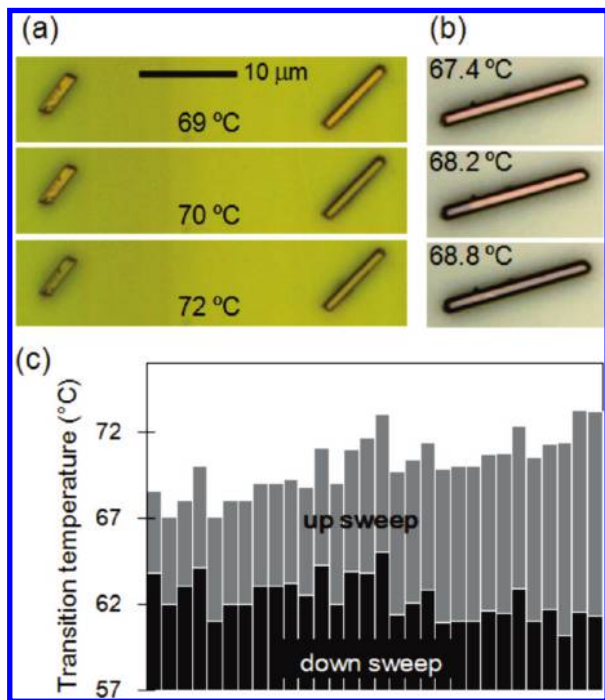 (a)
(b)
10 μm
69 ºC
70 ºC
72 ºC
67.4 ºC
68.2 ºC
68.8 ºC
(c)
Transition temperature (°C)
72
67
62
57
up sweep
down sweep